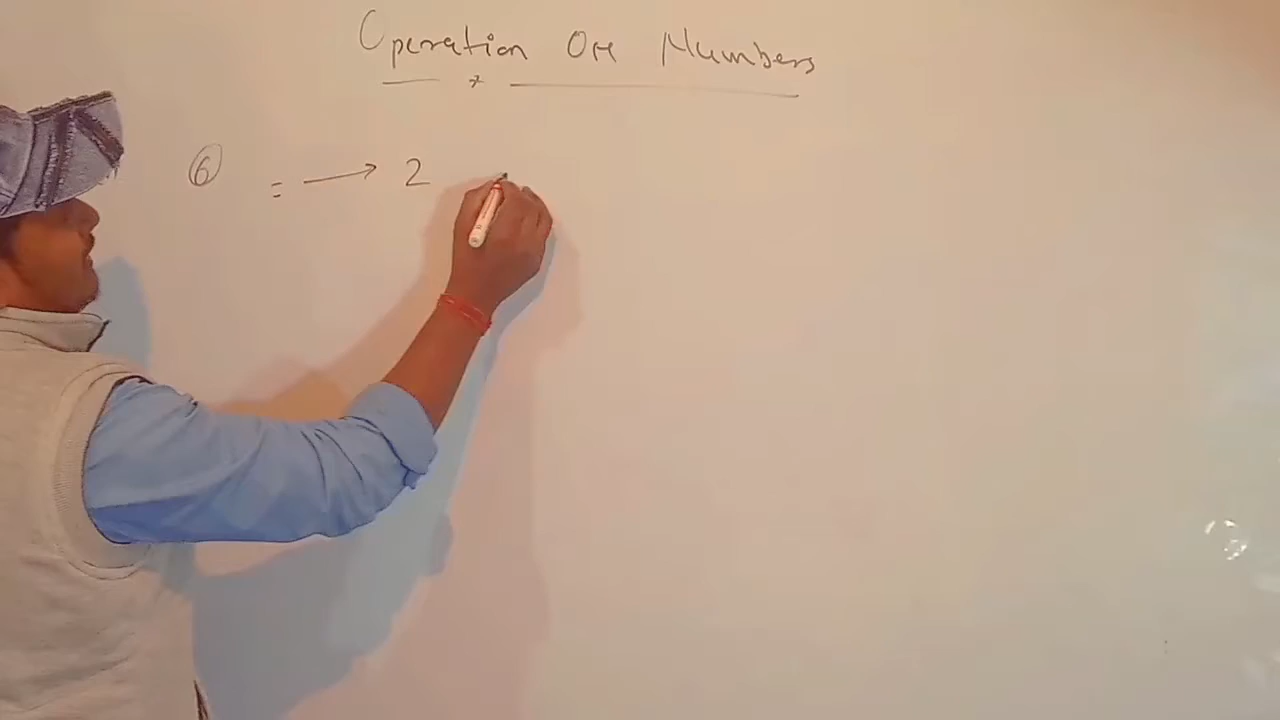 Operation On Numbers
6 = → 2